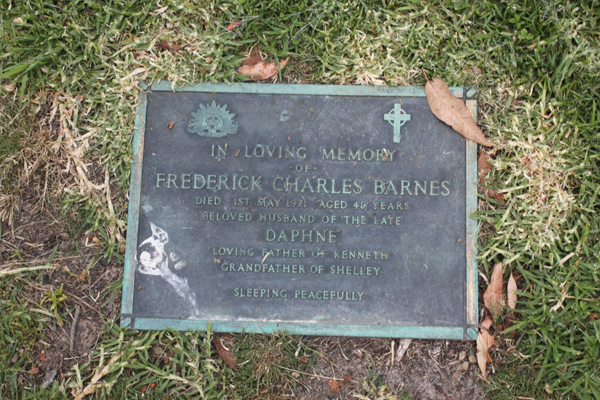 IN LOVING MEMORY
OF
FREDERICK CHARLES BARNES
DIED 1ST MAY 1971 AGED 48 YEARS
BELOVED HUSBAND OF THE LATE
DAPHNE
LOVING FATHER OF KENNETH
GRANDFATHER OF SHELLEY
SLEEPING PEACEFULLY